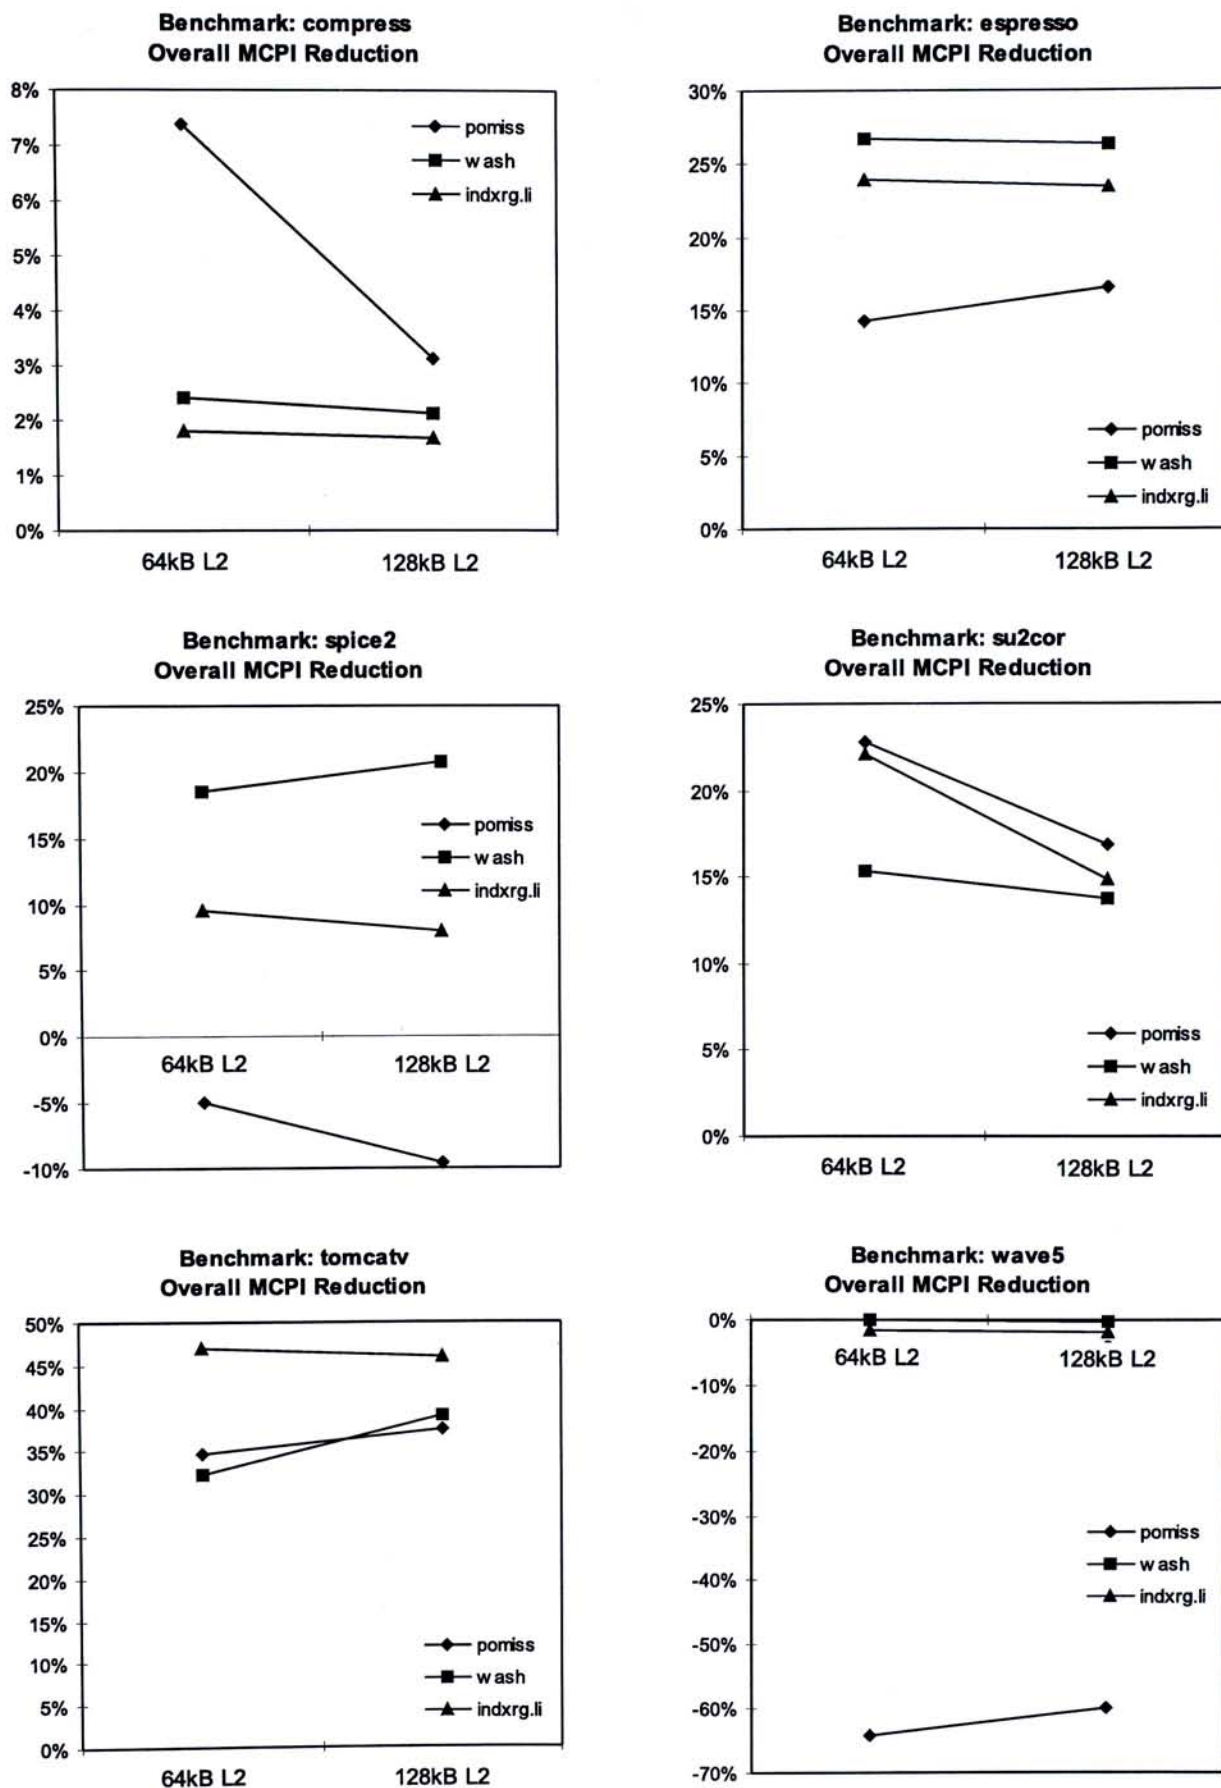 Benchmark: compress
Overall MCPI Reduction
8%
7%
6%
5%
4%
3%
2%
1%
0%
pomiss
wash
indxrg.li
64kB L2
128kB L2
Benchmark: espresso
Overall MCPI Reduction
30%
25%
20%
15%
10%
5%
0%
pomiss
wash
indxrg.li
64kB L2
128kB L2
Benchmark: spice2
Overall MCPI Reduction
25%
20%
15%
10%
5%
0%
-5%
-10%
pomiss
wash
indxrg.li
64kB L2
128kB L2
Benchmark: su2cor
Overall MCPI Reduction
25%
20%
15%
10%
5%
0%
pomiss
wash
indxrg.li
64kB L2
128kB L2
Benchmark: tomcatv
Overall MCPI Reduction
50%
45%
40%
35%
30%
25%
20%
15%
10%
5%
0%
pomiss
wash
indxrg.li
64kB L2
128kB L2
Benchmark: wave5
Overall MCPI Reduction
0%
-10%
-20%
-30%
-40%
-50%
-60%
-70%
64kB L2
128kB L2
pomiss
wash
indxrg.li